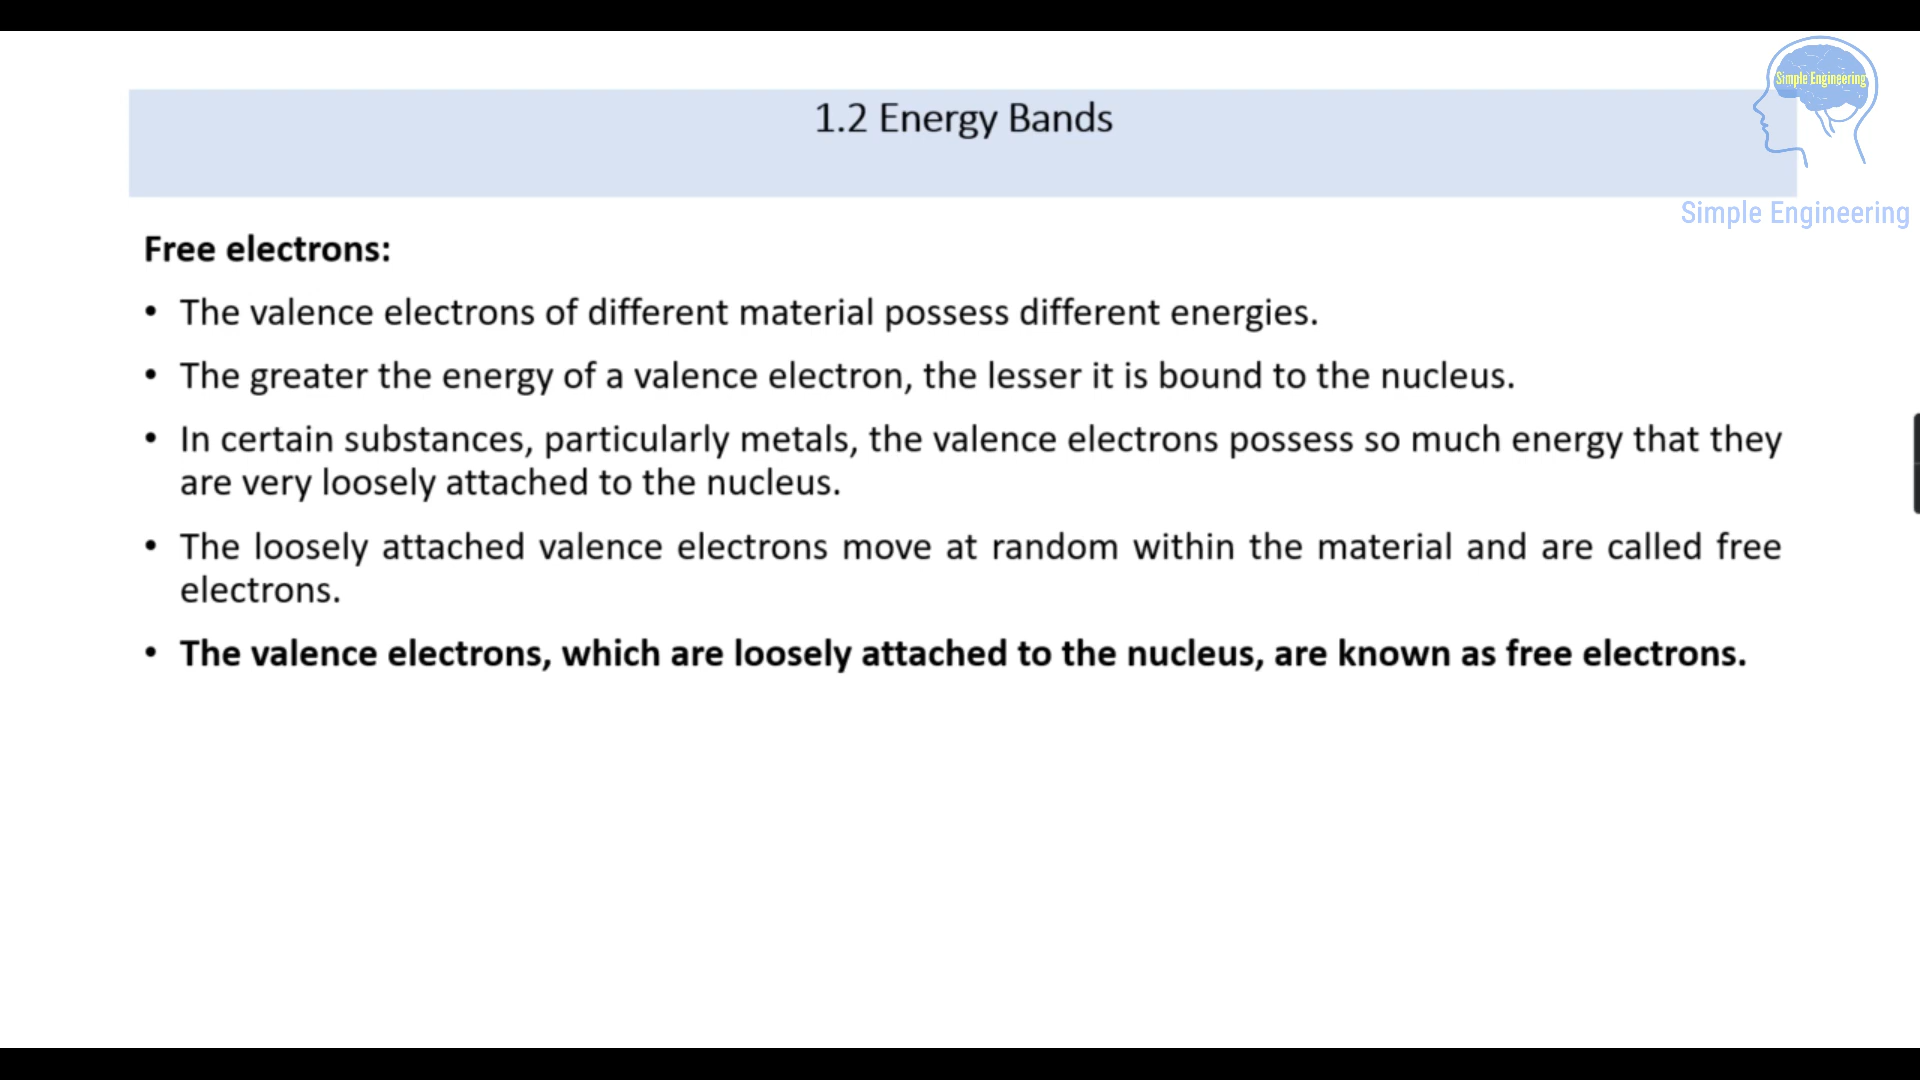 Simple Engineering
1.2 Energy Bands
Simple Engineering
Free electrons:
• The valence electrons of different material possess different energies.
• The greater the energy of a valence electron, the lesser it is bound to the nucleus.
• In certain substances, particularly metals, the valence electrons possess so much energy that they
are very loosely attached to the nucleus.
• The loosely attached valence electrons move at random within the material and are called free
electrons.
• The valence electrons, which are loosely attached to the nucleus, are known as free electrons.